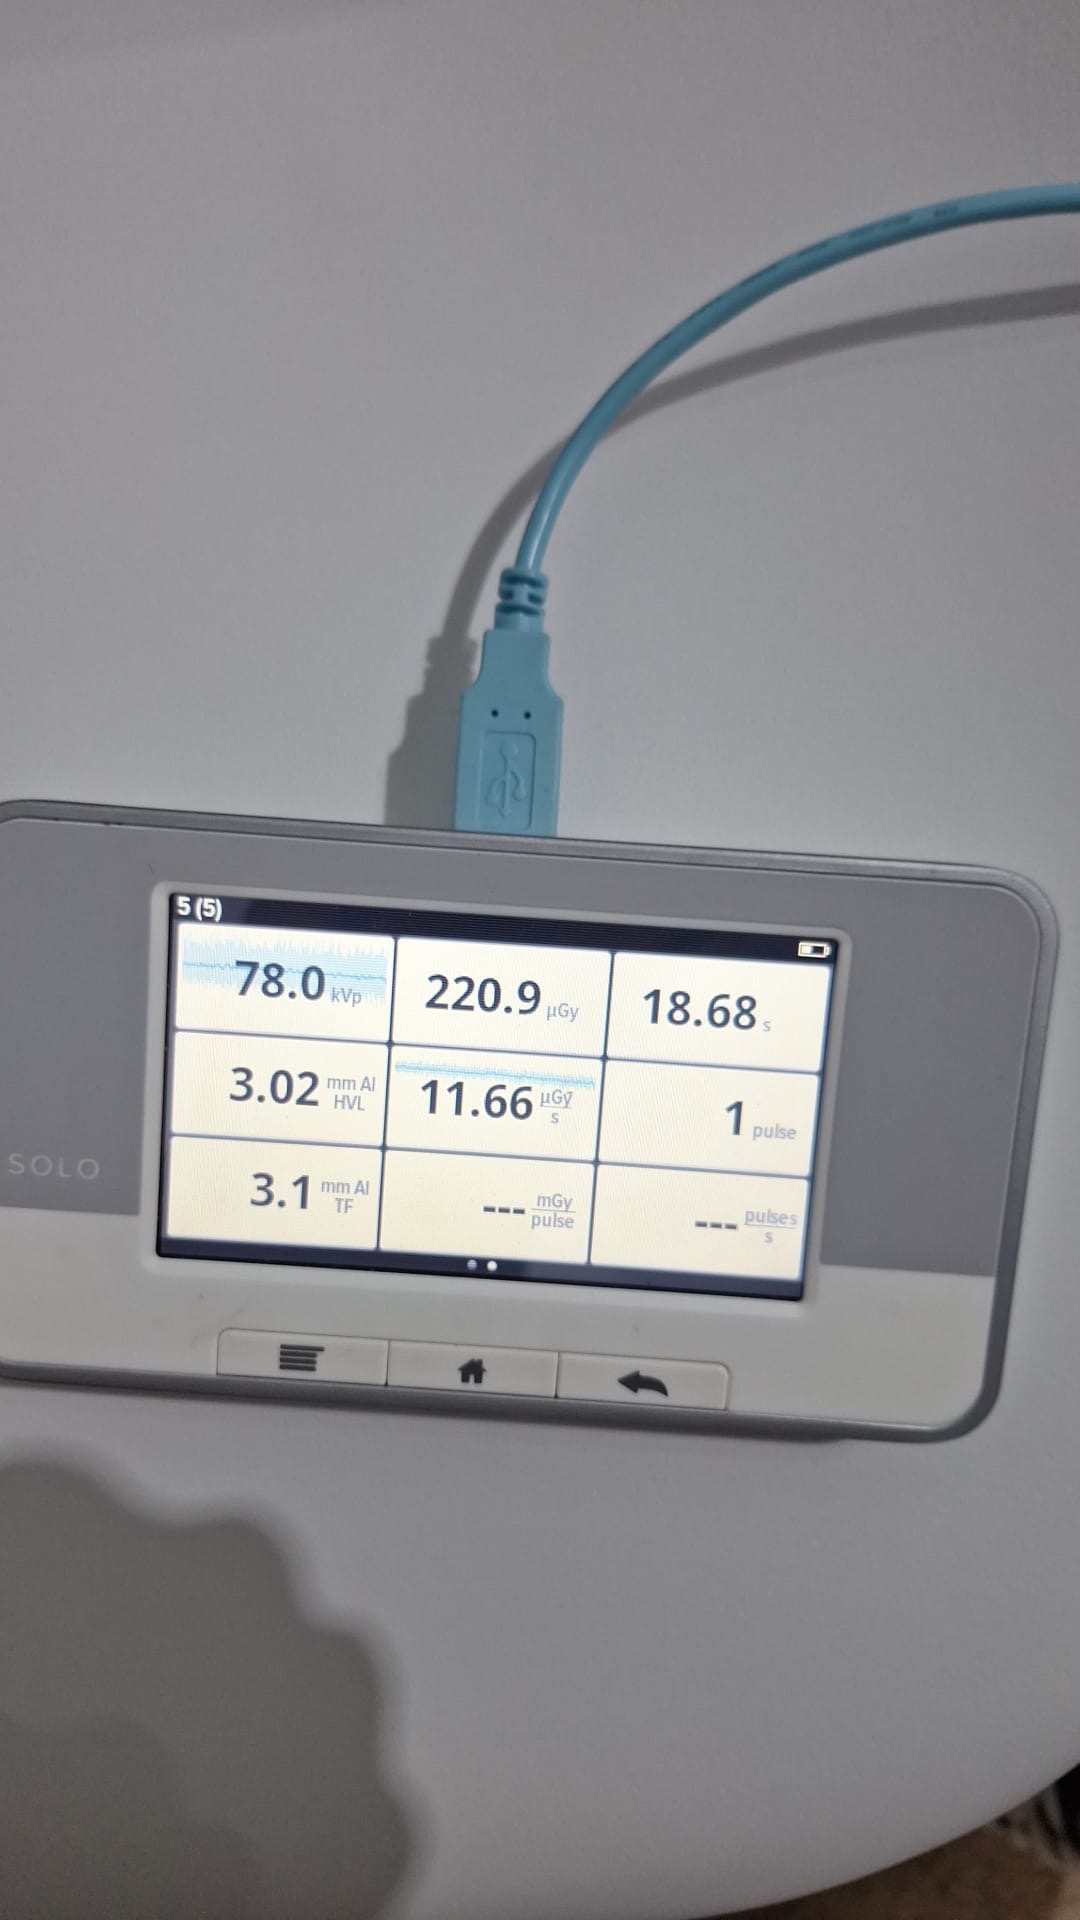 5 (5)
78.0 kVp
220.9 µGy
18.68 s
3.02 mm Al HVL
11.66 µGy/s
1 pulse
3.1 mm Al TF
--- mGy/pulse
--- pulses/s
SOLO